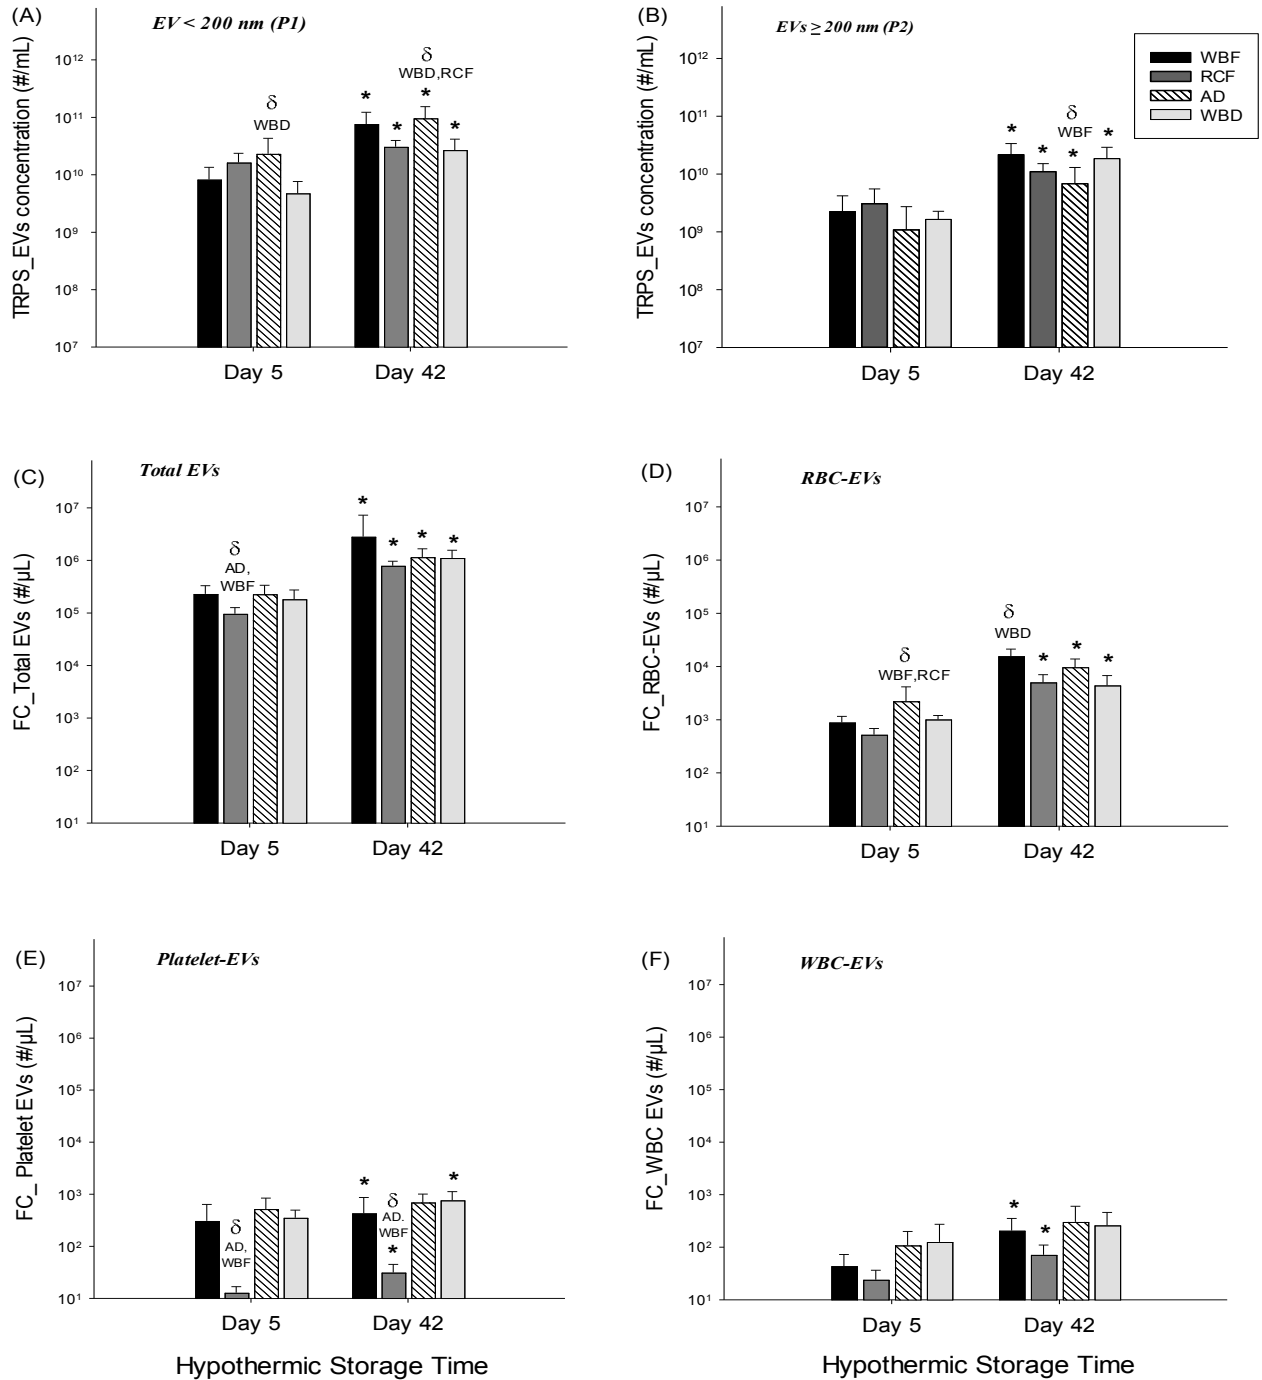 (A)
EV < 200 nm (P1)
TRPS_EVs concentration (#/mL)
10¹²
10¹¹
10¹⁰
10⁹
10⁸
10⁷
δ
WBD
*
*
δ
WBD,RCF
*
*
Day 5
Day 42
(B)
EVs ≥ 200 nm (P2)
TRPS_EVs concentration (#/mL)
10¹²
10¹¹
10¹⁰
10⁹
10⁸
10⁷
*
*
δ
WBF
*
*
Day 5
Day 42
WBF
RCF
AD
WBD
(C)
Total EVs
FC_Total EVs (#/µL)
10⁷
10⁶
10⁵
10⁴
10³
10²
10¹
δ
AD,
WBF
*
*
*
*
Day 5
Day 42
(D)
RBC-EVs
FC_RBC-EVs (#/µL)
10⁷
10⁶
10⁵
10⁴
10³
10²
10¹
δ
WBF,RCF
δ
WBD
*
*
*
Day 5
Day 42
(E)
Platelet-EVs
FC_ Platelet EVs (#/µL)
10⁷
10⁶
10⁵
10⁴
10³
10²
10¹
δ
AD,
WBF
*
δ
AD.
WBF
*
*
Day 5
Day 42
Hypothermic Storage Time
(F)
WBC-EVs
FC_WBC EVs (#/µL)
10⁷
10⁶
10⁵
10⁴
10³
10²
10¹
*
*
Day 5
Day 42
Hypothermic Storage Time